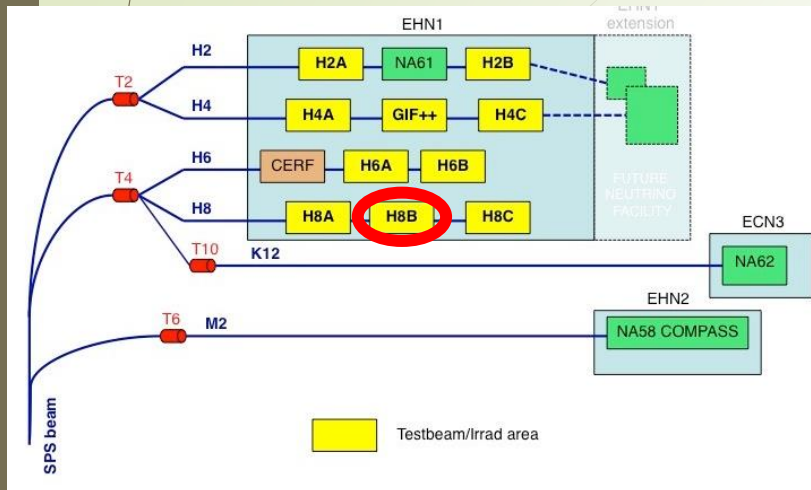 EHN1
EHN1
extension
H2
H2A
NA61
H2B
T2
H4
H4A
GIF++
H4C
H6
CERF
H6A
H6B
T4
H8
H8A
H8B
H8C
FUTURE
NEUTRINO
FACILITY
T10
K12
ECN3
NA62
EHN2
T6
M2
NA58 COMPASS
SPS beam
Testbeam/Irrad area